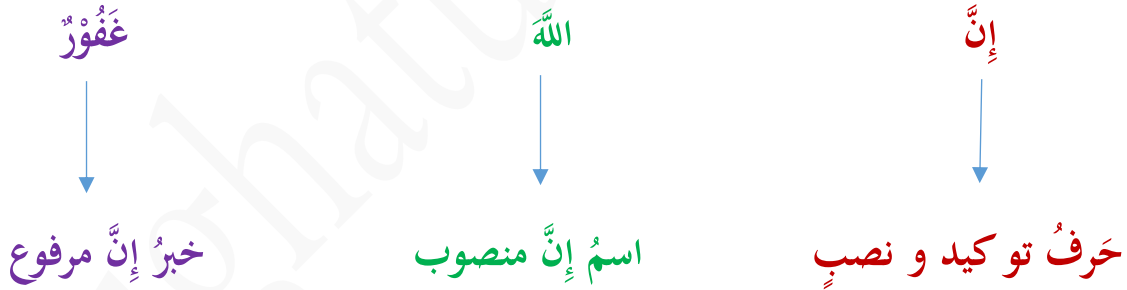 إِنَّ اللَّهَ غَفُوْرٌ
حَرفُ توكيد و نصبٍ اسمُ إِنَّ منصوب خبرُ إِنَّ مرفوع